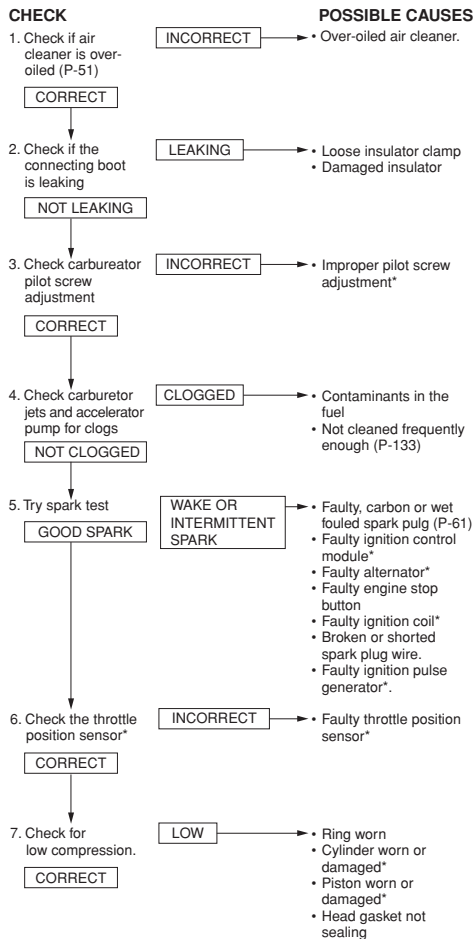 CHECK
POSSIBLE CAUSES
1. Check if air
cleaner is over-
oiled (P-51)
INCORRECT
• Over-oiled air cleaner.
CORRECT
2. Check if the
connecting boot
is leaking
LEAKING
• Loose insulator clamp
• Damaged insulator
NOT LEAKING
3. Check carbureator
pilot screw
adjustment
INCORRECT
• Improper pilot screw
adjustment*
CORRECT
4. Check carburetor
jets and accelerator
pump for clogs
CLOGGED
• Contaminants in the
fuel
• Not cleaned frequently
enough (P-133)
NOT CLOGGED
5. Try spark test
WAKE OR
INTERMITTENT
SPARK
• Faulty, carbon or wet
fouled spark pulg (P-61)
• Faulty ignition control
module*
• Faulty alternator*
• Faulty engine stop
button
• Faulty ignition coil*
• Broken or shorted
spark plug wire.
• Faulty ignition pulse
generator*.
GOOD SPARK
6. Check the throttle
position sensor*
INCORRECT
• Faulty throttle position
sensor*
CORRECT
7. Check for
low compression.
LOW
• Ring worn
• Cylinder worn or
damaged*
• Piston worn or
damaged*
• Head gasket not
sealing
CORRECT